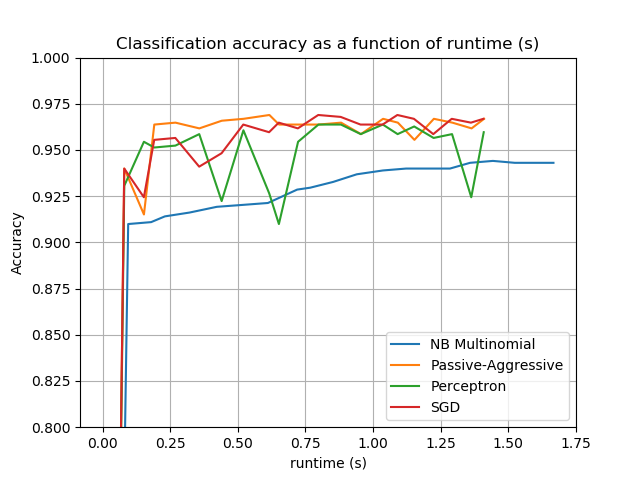 Classification accuracy as a function of runtime (s)
1.000
0.975
0.950
0.925
0.900
0.875
0.850
0.825
0.800
Accuracy
NB Multinomial
Passive-Aggressive
Perceptron
SGD
0.00 0.25 0.50 0.75 1.00 1.25 1.50 1.75
runtime (s)